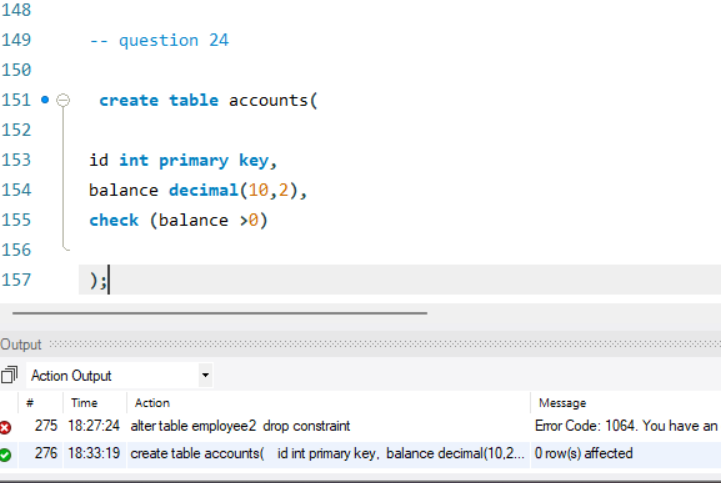 148
149 -- question 24
150
151 create table accounts(
152
153 id int primary key,
154 balance decimal(10,2),
155 check (balance >0)
156
157 );
Output
Action Output
# Time Action Message
275 18:27:24 alter table employee2 drop constraint Error Code: 1064. You have an
276 18:33:19 create table accounts( id int primary key, balance decimal(10,2... 0 row(s) affected